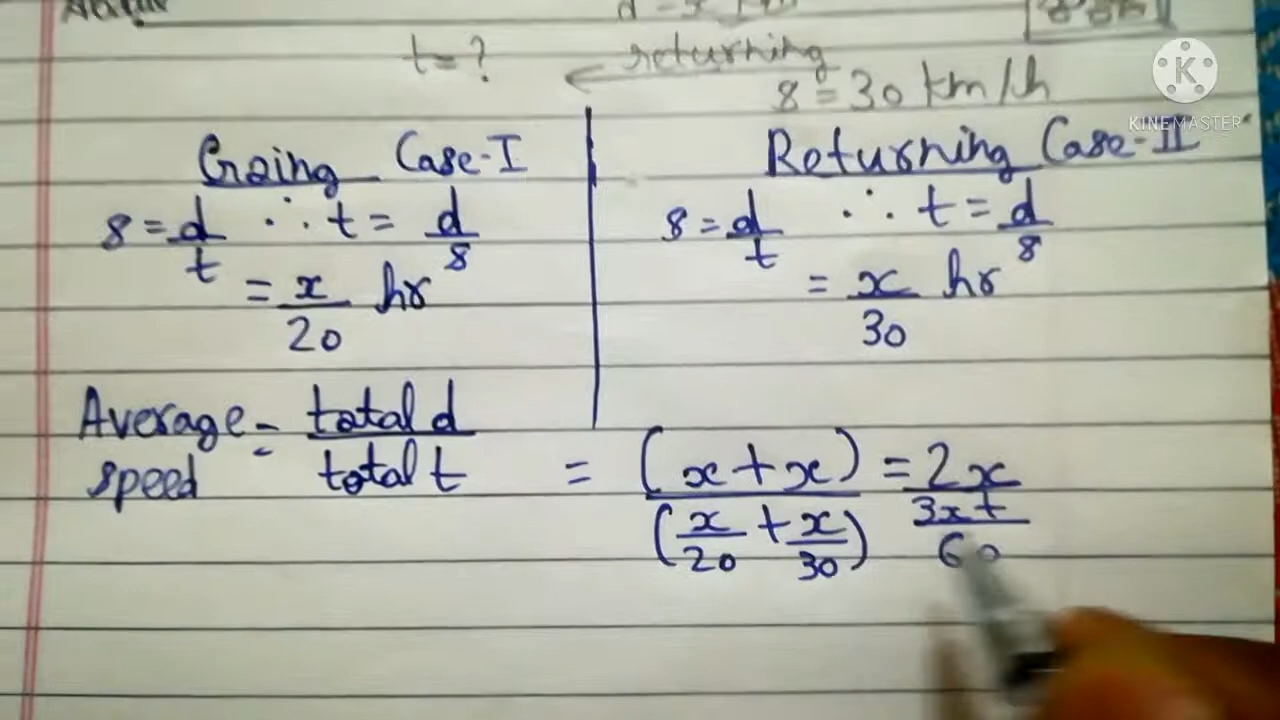 t = ?
returning
s = 30 km/h
KINEMASTER
Going Case-I
s = d/t ∴ t = d/s
= x/20 hr
Returning Case-II
s = d/t ∴ t = d/s
= x/30 hr
Average speed = total d/total t = (x + x)/(x/20 + x/30) = 2x/(3x +/60)